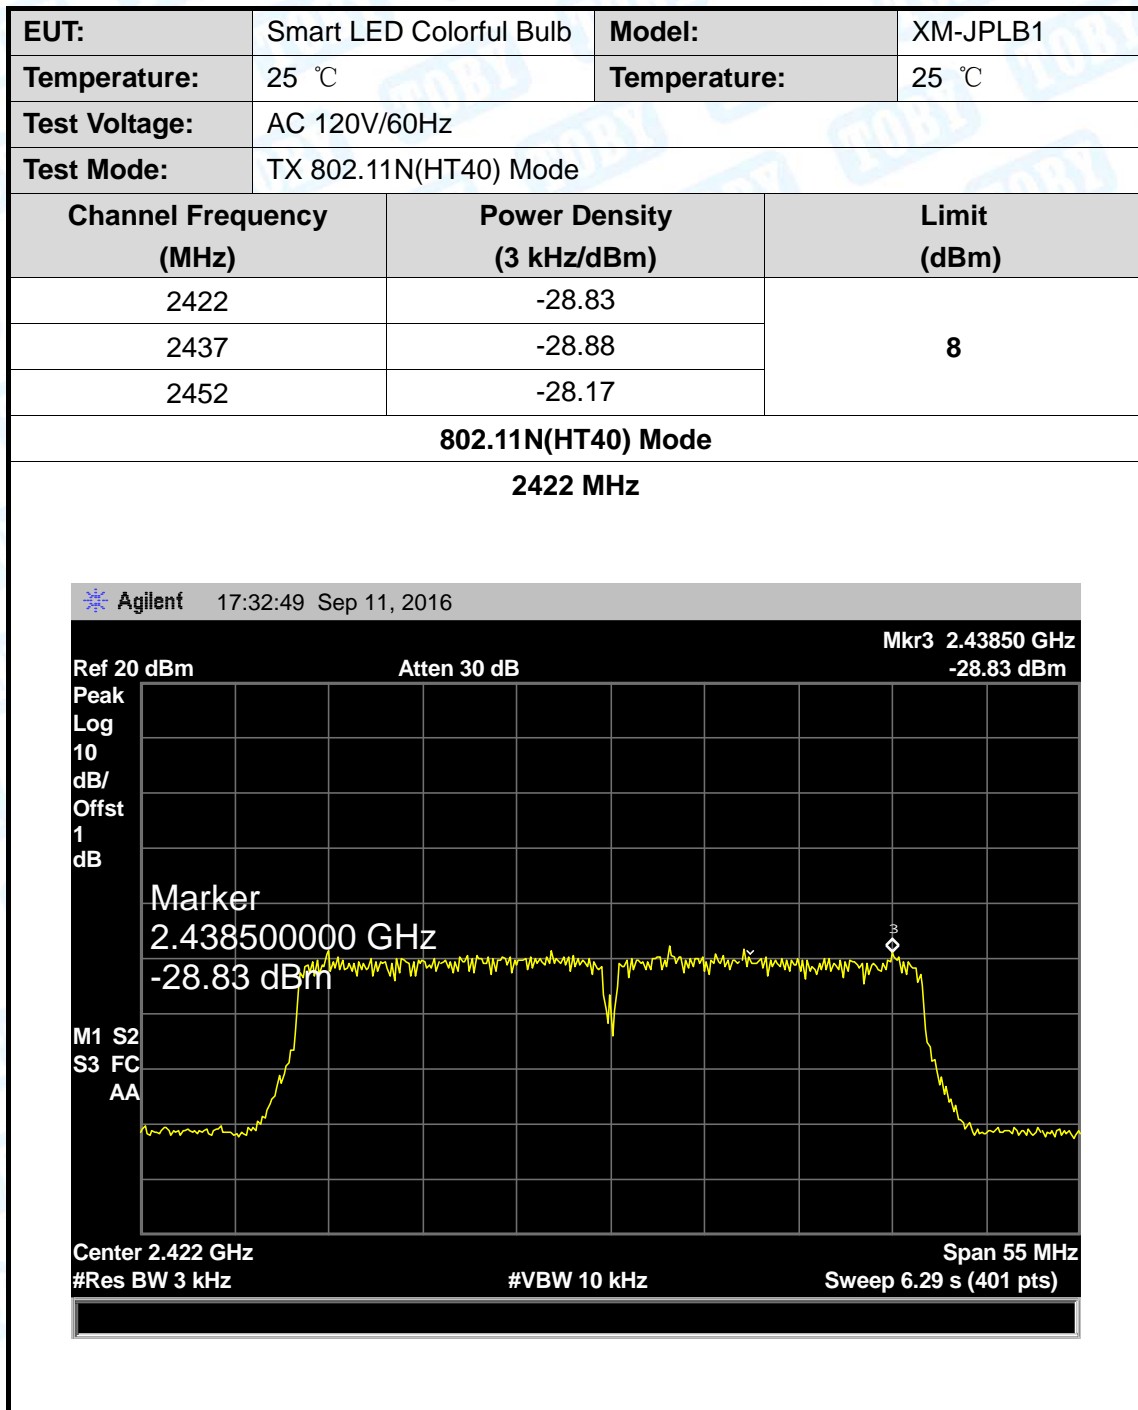 EUT: Smart LED Colorful Bulb Model: XM-JPLB1
Temperature: 25 ℃ Temperature: 25 ℃
Test Voltage: AC 120V/60Hz
Test Mode: TX 802.11N(HT40) Mode
Channel Frequency (MHz) Power Density (3 kHz/dBm) Limit (dBm)
2422 -28.83 8
2437 -28.88
2452 -28.17
802.11N(HT40) Mode
2422 MHz
Agilent 17:32:49 Sep 11, 2016
Mkr3 2.43850 GHz
Ref 20 dBm Atten 30 dB -28.83 dBm
Peak
Log
10
dB/
Offst
1
dB
Marker
2.438500000 GHz
-28.83 dBm
3
M1 S2
S3 FC
AA
Center 2.422 GHz Span 55 MHz
#Res BW 3 kHz #VBW 10 kHz Sweep 6.29 s (401 pts)
TOBY